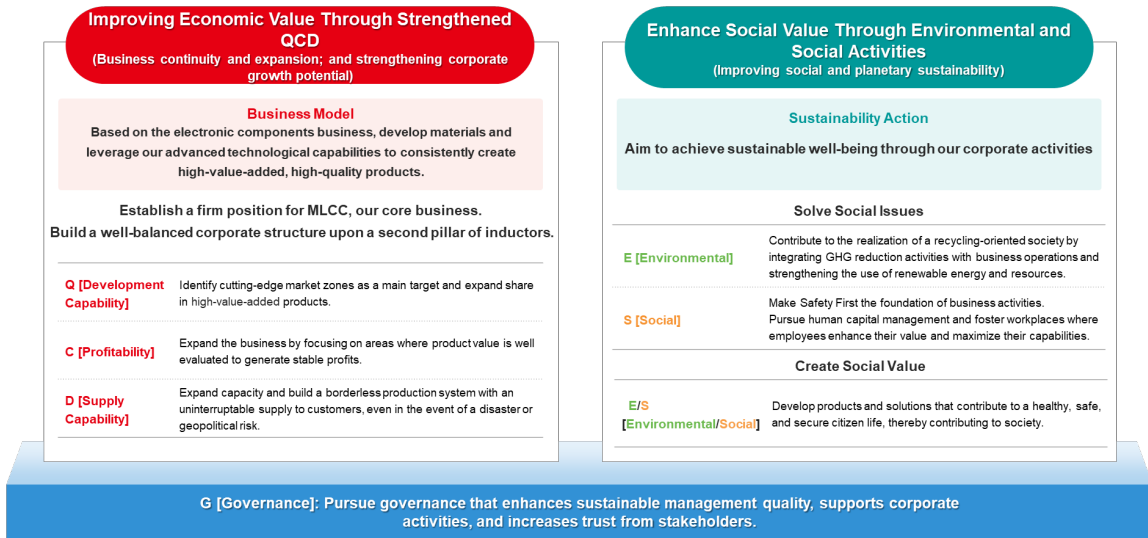 Improving Economic Value Through Strengthened
QCD
(Business continuity and expansion; and strengthening corporate
growth potential)
Business Model
Based on the electronic components business, develop materials and
leverage our advanced technological capabilities to consistently create
high-value-added, high-quality products.
Establish a firm position for MLCC, our core business.
Build a well-balanced corporate structure upon a second pillar of inductors.
Q [Development
Capability]
Identify cutting-edge market zones as a main target and expand share
in high-value-added products.
C [Profitability]
Expand the business by focusing on areas where product value is well
evaluated to generate stable profits.
D [Supply
Capability]
Expand capacity and build a borderless production system with an
uninterruptable supply to customers, even in the event of a disaster or
geopolitical risk.
Enhance Social Value Through Environmental and
Social Activities
(Improving social and planetary sustainability)
Sustainability Action
Aim to achieve sustainable well-being through our corporate activities
Solve Social Issues
E [Environmental]
Contribute to the realization of a recycling-oriented society by
integrating GHG reduction activities with business operations and
strengthening the use of renewable energy and resources.
S [Social]
Make Safety First the foundation of business activities.
Pursue human capital management and foster workplaces where
employees enhance their value and maximize their capabilities.
Create Social Value
E/S
[Environmental/Social]
Develop products and solutions that contribute to a healthy, safe,
and secure citizen life, thereby contributing to society.
G [Governance]: Pursue governance that enhances sustainable management quality, supports corporate
activities, and increases trust from stakeholders.